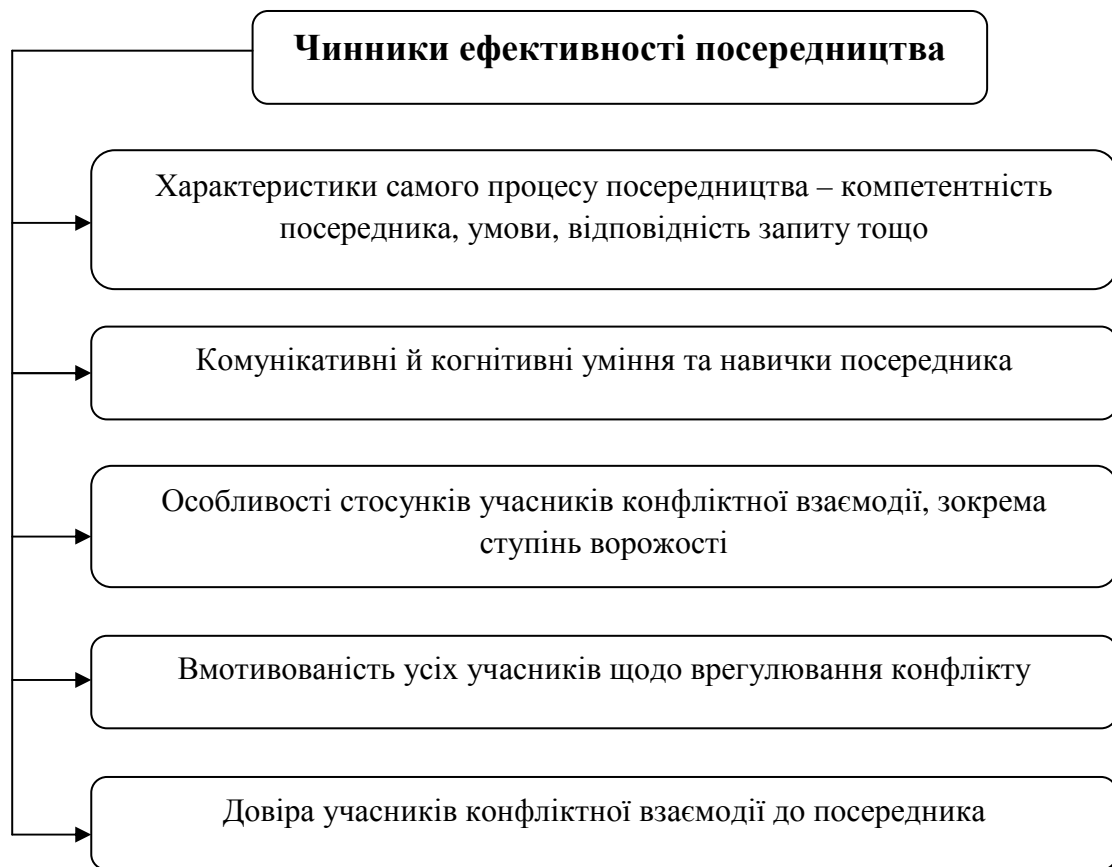 Чинники ефективності посередництва
Характеристики самого процесу посередництва – компетентність
посередника, умови, відповідність запиту тощо
Комунікативні й когнітивні уміння та навички посередника
Особливості стосунків учасників конфліктної взаємодії, зокрема
ступінь ворожості
Вмотивованість усіх учасників щодо врегулювання конфлікту
Довіра учасників конфліктної взаємодії до посередника